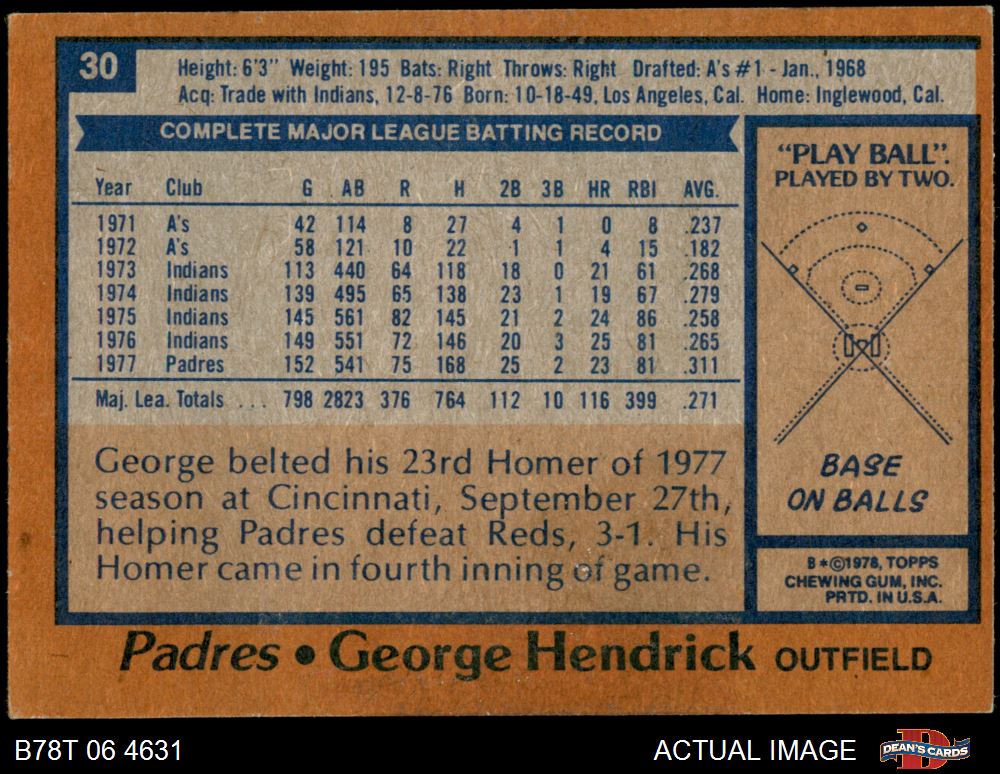 30
Height: 6'3" Weight: 195 Bats: Right Throws: Right Drafted: A's #1 - Jan., 1968
Acq: Trade with Indians, 12-8-76 Born: 10-18-49, Los Angeles, Cal. Home: Inglewood, Cal.
COMPLETE MAJOR LEAGUE BATTING RECORD
Year Club G AB R H 2B 3B HR RBI AVG.
1971 A's 42 114 8 27 4 1 0 8 .237
1972 A's 58 121 10 22 1 1 4 15 .182
1973 Indians 113 440 64 118 18 0 21 61 .268
1974 Indians 139 495 65 138 23 1 19 67 .279
1975 Indians 145 561 82 145 21 2 24 86 .258
1976 Indians 149 551 72 146 20 3 25 81 .265
1977 Padres 152 541 75 168 25 2 23 81 .311
Maj. Lea. Totals ... 798 2823 376 764 112 10 116 399 .271
George belted his 23rd Homer of 1977
season at Cincinnati, September 27th,
helping Padres defeat Reds, 3-1. His
Homer came in fourth inning of game.
"PLAY BALL".
PLAYED BY TWO.
BASE
ON BALLS
B*©1978, TOPPS
CHEWING GUM, INC.
PRTD. IN U.S.A.
Padres • George Hendrick OUTFIELD
B78T 06 4631
ACTUAL IMAGE
DEAN'S CARDS